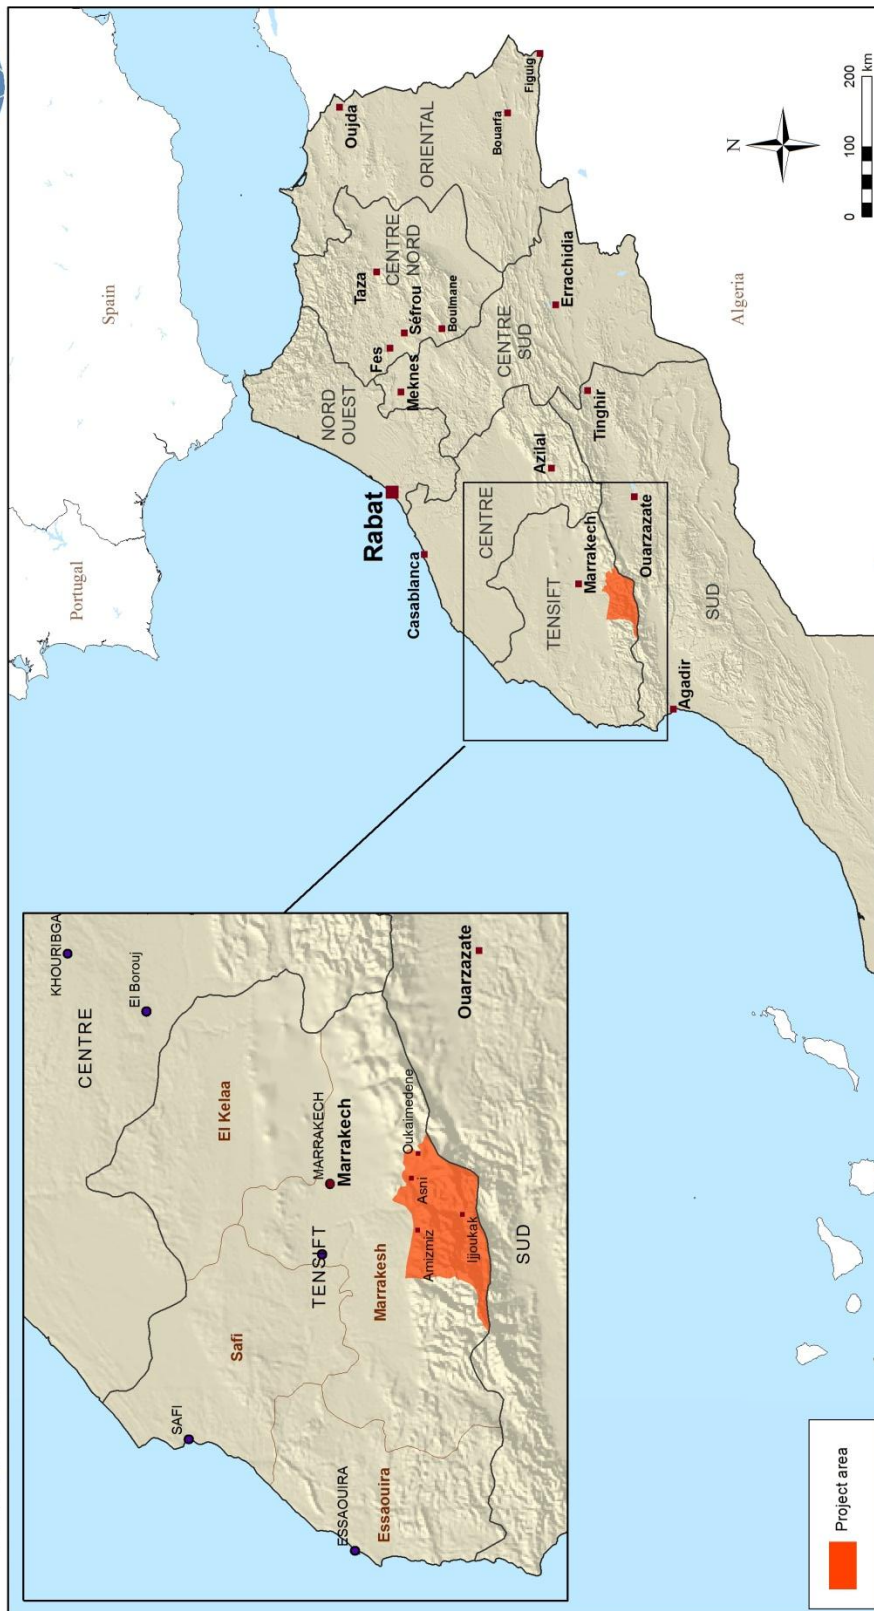 Portugal
Spain
Algeria
Rabat
Casablanca
NORD
OUEST
Fes
Meknes
Séfrou
Taza
CENTRE
NORD
Boulmane
Oujda
ORIENTAL
Bouarfa
Figuig
CENTRE
SUD
Errachidia
Tinghir
Azilal
CENTRE
TENSIFT
Marrakech
Ouarzazate
SUD
Agadir
N
0 100 200
km
KHOURIBGA
El Borouj
CENTRE
El Kelaa
SAFI
Safi
MARRAKECH
Marrakech
TENSIFT
Marrakesh
ESSAOUIRA
Essaouira
Oukaimedene
Asni
Amizmiz
Ijjoukak
Ouarzazate
SUD
Project area